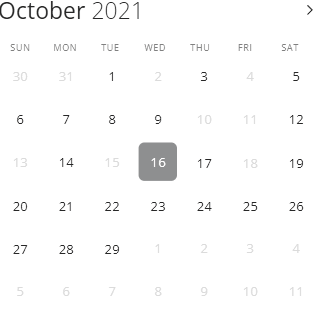 October 2021
SUN MON TUE WED THU FRI SAT
30 31 1 2 3 4 5
6 7 8 9 10 11 12
13 14 15 16 17 18 19
20 21 22 23 24 25 26
27 28 29 1 2 3 4
5 6 7 8 9 10 11